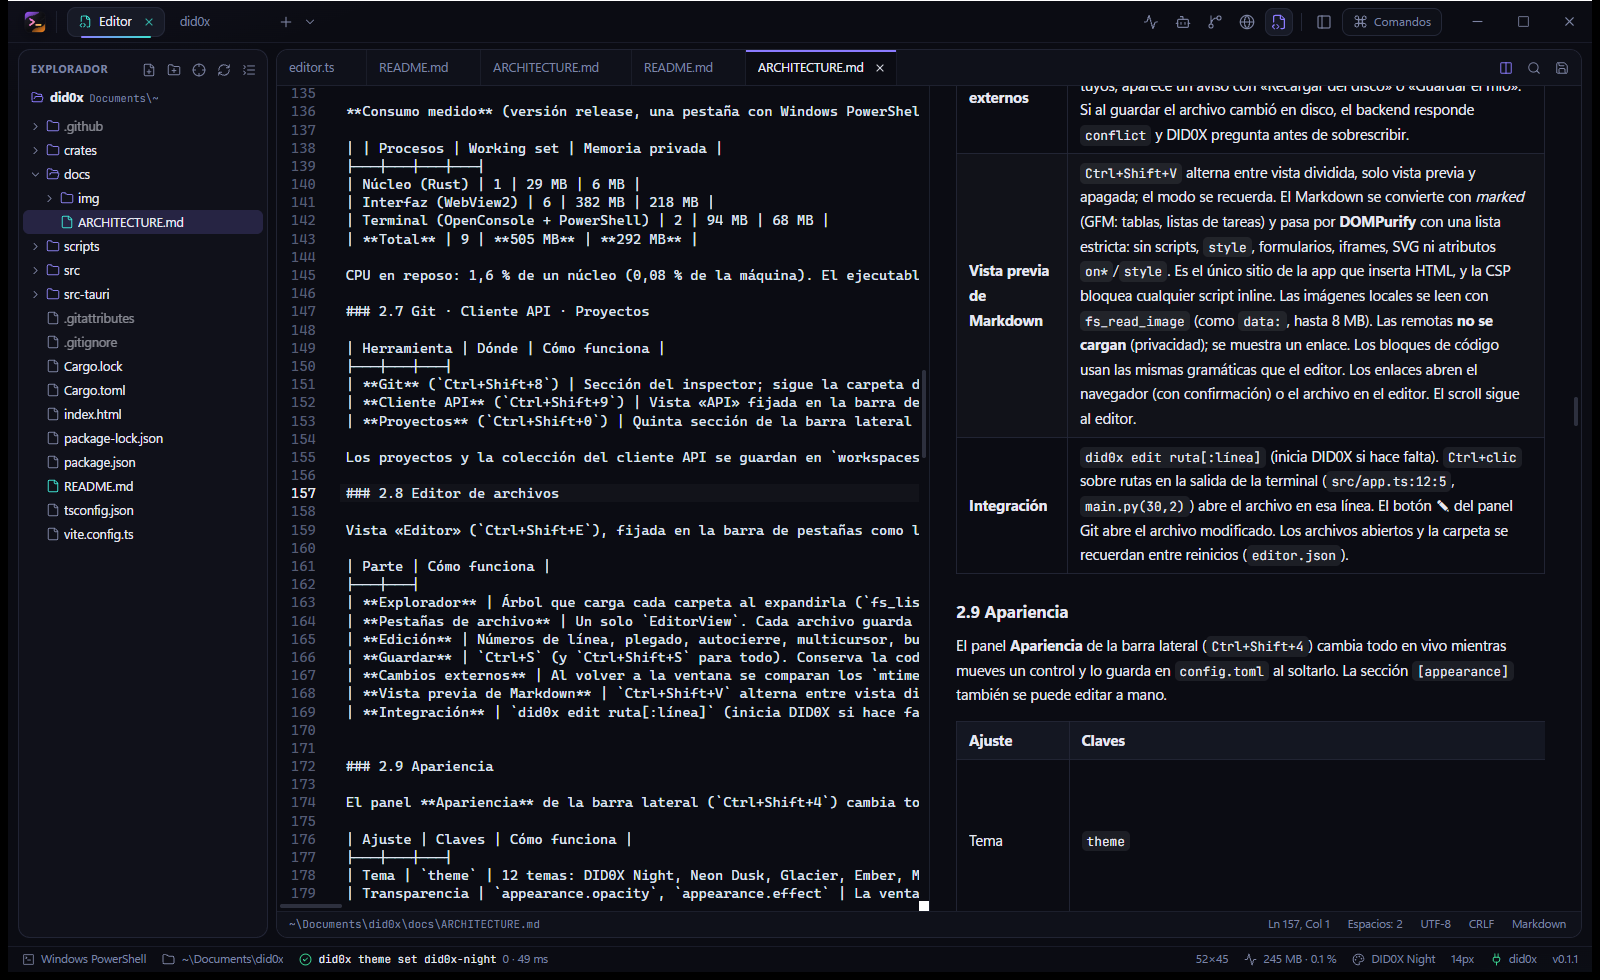 Editor
did0x
Comandos
EXPLORADOR
did0x Documents\~
.github
crates
docs
img
ARCHITECTURE.md
scripts
src
src-tauri
.gitattributes
.gitignore
Cargo.lock
Cargo.toml
index.html
package-lock.json
package.json
README.md
tsconfig.json
vite.config.ts
editor.ts
README.md
ARCHITECTURE.md
README.md
ARCHITECTURE.md
135
136 **Consumo medido** (versión release, una pestaña con Windows PowerShel
137
138 | | Procesos | Working set | Memoria privada |
139 |---|---|---|---|
140 | Núcleo (Rust) | 1 | 29 MB | 6 MB |
141 | Interfaz (WebView2) | 6 | 382 MB | 218 MB |
142 | Terminal (OpenConsole + PowerShell) | 2 | 94 MB | 68 MB |
143 | **Total** | 9 | **505 MB** | **292 MB** |
144
145 CPU en reposo: 1,6 % de un núcleo (0,08 % de la máquina). El ejecutabl
146
147 ### 2.7 Git · Cliente API · Proyectos
148
149 | Herramienta | Dónde | Cómo funciona |
150 |---|---|---|
151 | **Git** (`Ctrl+Shift+8`) | Sección del inspector; sigue la carpeta d
152 | **Cliente API** (`Ctrl+Shift+9`) | Vista «API» fijada en la barra de
153 | **Proyectos** (`Ctrl+Shift+0`) | Quinta sección de la barra lateral
154
155 Los proyectos y la colección del cliente API se guardan en `workspaces
156
157 ### 2.8 Editor de archivos
158
159 Vista «Editor» (`Ctrl+Shift+E`), fijada en la barra de pestañas como l
160
161 | Parte | Cómo funciona |
162 |---|---|
163 | **Explorador** | Árbol que carga cada carpeta al expandirla (`fs_lis
164 | **Pestañas de archivo** | Un solo `EditorView`. Cada archivo guarda
165 | **Edición** | Números de línea, plegado, autocierre, multicursor, bu
166 | **Guardar** | `Ctrl+S` (y `Ctrl+Shift+S` para todo). Conserva la cod
167 | **Cambios externos** | Al volver a la ventana se comparan los `mtime
168 | **Vista previa de Markdown** | `Ctrl+Shift+V` alterna entre vista di
169 | **Integración** | `did0x edit ruta[:línea]` (inicia DID0X si hace fa
170
171
172 ### 2.9 Apariencia
173
174 El panel **Apariencia** de la barra lateral (`Ctrl+Shift+4`) cambia to
175
176 | Ajuste | Claves | Cómo funciona |
177 |---|---|---|
178 | Tema | `theme` | 12 temas: DID0X Night, Neon Dusk, Glacier, Ember, M
179 | Transparencia | `appearance.opacity`, `appearance.effect` | La venta
externos
tuyos, aparece un aviso con «Recargar del disco» o «Guardar el mío».
Si al guardar el archivo cambió en disco, el backend responde
conflict y DID0X pregunta antes de sobrescribir.
Vista previa
de
Markdown
Ctrl+Shift+V alterna entre vista dividida, solo vista previa y
apagada; el modo se recuerda. El Markdown se convierte con marked
(GFM: tablas, listas de tareas) y pasa por DOMPurify con una lista
estricta: sin scripts, style, formularios, iframes, SVG ni atributos
on*/style. Es el único sitio de la app que inserta HTML, y la CSP
bloquea cualquier script inline. Las imágenes locales se leen con
fs_read_image (como data:, hasta 8 MB). Las remotas no se
cargan (privacidad); se muestra un enlace. Los bloques de código
usan las mismas gramáticas que el editor. Los enlaces abren el
navegador (con confirmación) o el archivo en el editor. El scroll sigue
al editor.
Integración
did0x edit ruta[:línea] (inicia DID0X si hace falta). Ctrl+clic
sobre rutas en la salida de la terminal (src/app.ts:12:5,
main.py(30,2)) abre el archivo en esa línea. El botón ✎ del panel
Git abre el archivo modificado. Los archivos abiertos y la carpeta se
recuerdan entre reinicios (editor.json).
2.9 Apariencia
El panel Apariencia de la barra lateral (Ctrl+Shift+4) cambia todo en vivo mientras
mueves un control y lo guarda en config.toml al soltarlo. La sección [appearance]
también se puede editar a mano.
Ajuste Claves
Tema theme
~\Documents\did0x\docs\ARCHITECTURE.md
Ln 157, Col 1 Espacios: 2 UTF-8 CRLF Markdown
Windows PowerShell ~\Documents\did0x did0x theme set did0x-night 0 · 49 ms
52×45 245 MB · 0.1 % DID0X Night 14px did0x v0.1.1